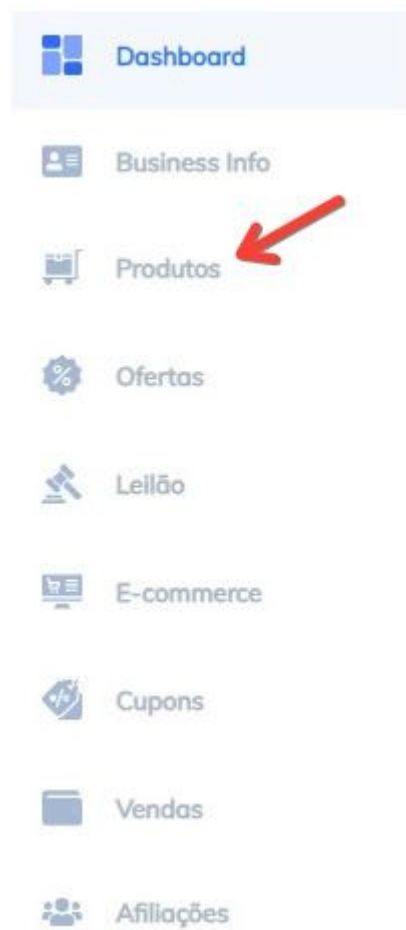 Dashboard
Business Info
Produtos
Ofertas
Leilão
E-commerce
Cupons
Vendas
Afiliações